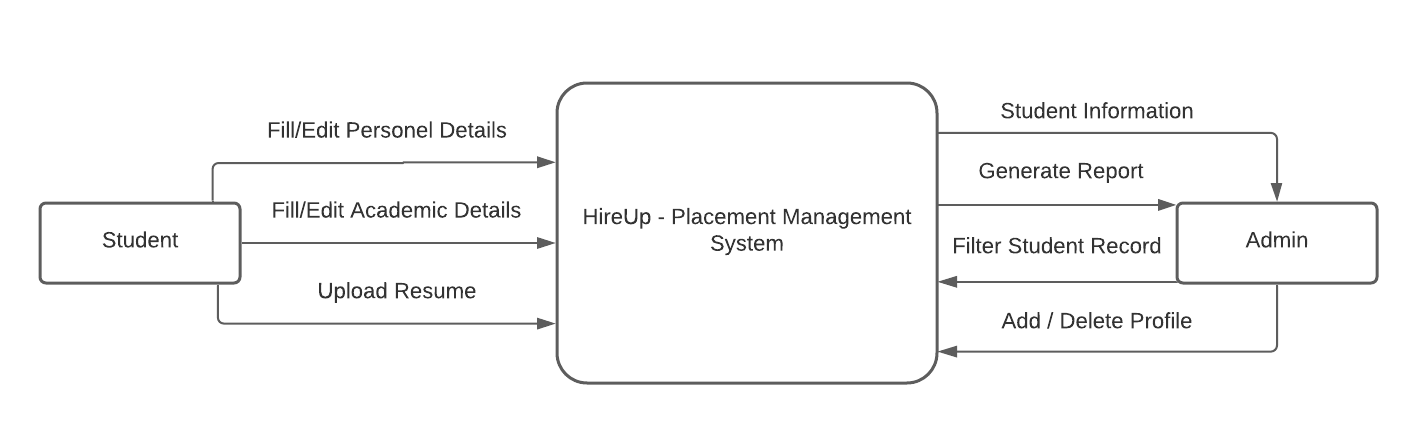 Fill/Edit Personel Details
Fill/Edit Academic Details
Student
Upload Resume
HireUp - Placement Management
System
Student Information
Generate Report
Filter Student Record
Admin
Add / Delete Profile